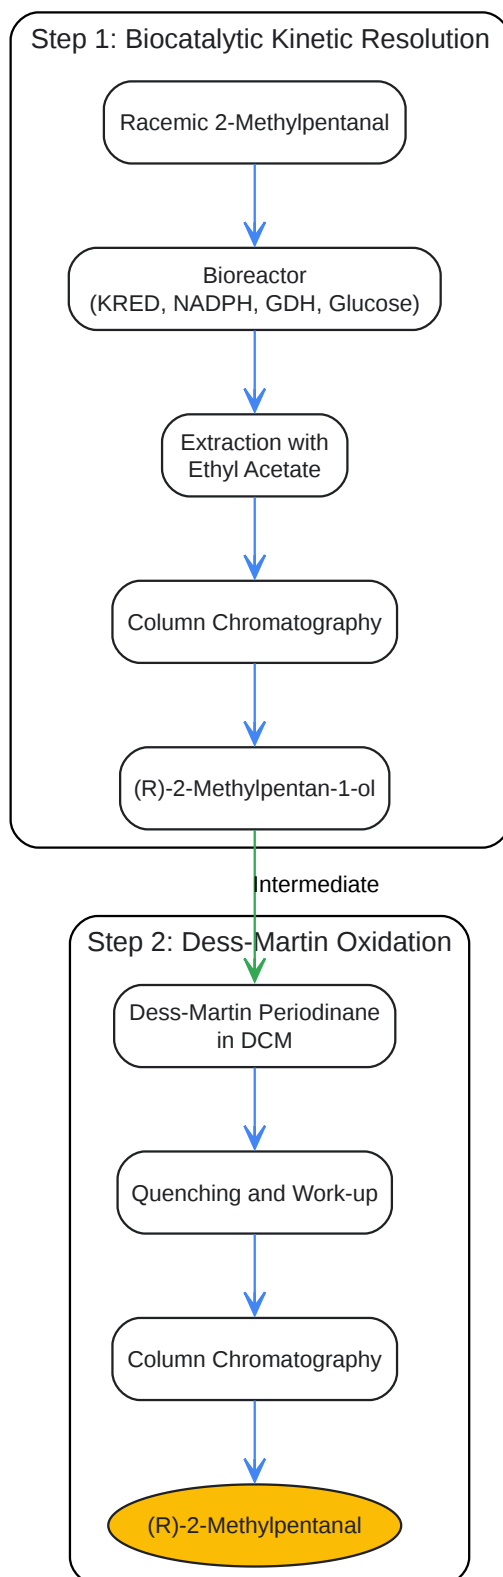 Step 1: Biocatalytic Kinetic Resolution
Racemic 2-Methylpentanal
Bioreactor
(KRED, NADPH, GDH, Glucose)
Extraction with
Ethyl Acetate
Column Chromatography
(R)-2-Methylpentan-1-ol
Intermediate
Step 2: Dess-Martin Oxidation
Dess-Martin Periodinane
in DCM
Quenching and Work-up
Column Chromatography
(R)-2-Methylpentanal